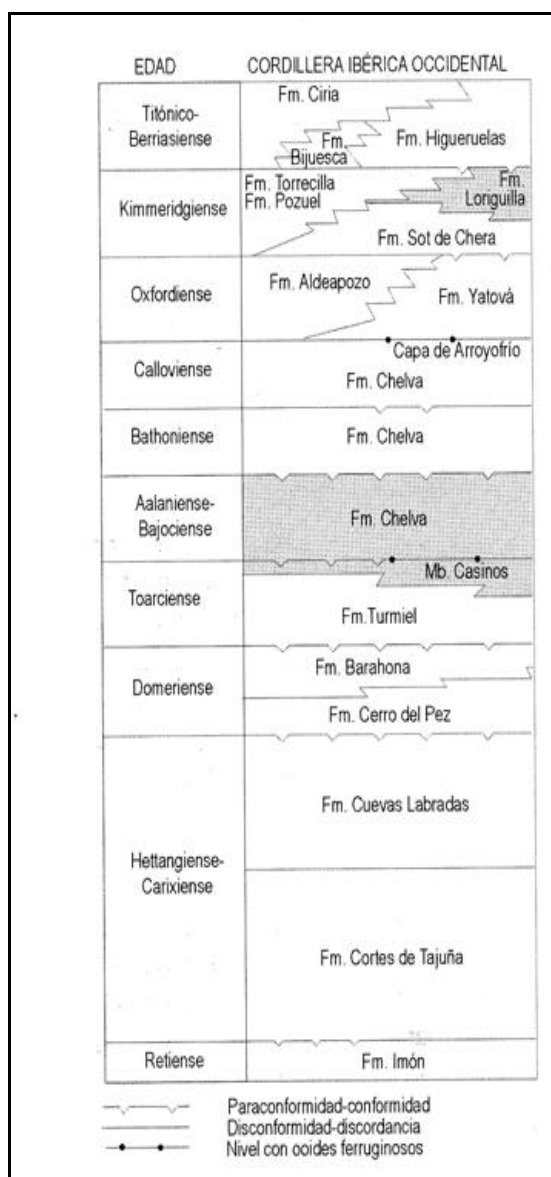 EDAD CORDILLERA IBÉRICA OCCIDENTAL
Titónico-
Berriasiense
Fm. Ciria
Fm.
Bijuesca
Fm. Higueruelas
Kimmeridgiense
Fm. Torrecilla
Fm. Pozuel
Fm.
Loriguilla
Fm. Sot de Chera
Oxfordiense
Fm. Aldeapozo
Fm. Yatová
Capa de Arroyofrío
Calloviense
Fm. Chelva
Bathoniense
Fm. Chelva
Aalaniense-
Bajociense
Fm. Chelva
Mb. Casinos
Toarciense
Fm.Turmiel
Domeriense
Fm. Barahona
Fm. Cerro del Pez
Hettangiense-
Carixiense
Fm. Cuevas Labradas
Fm. Cortes de Tajuña
Retiense
Fm. Imón
Paraconformidad-conformidad
Disconformidad-discordancia
Nivel con ooides ferruginosos